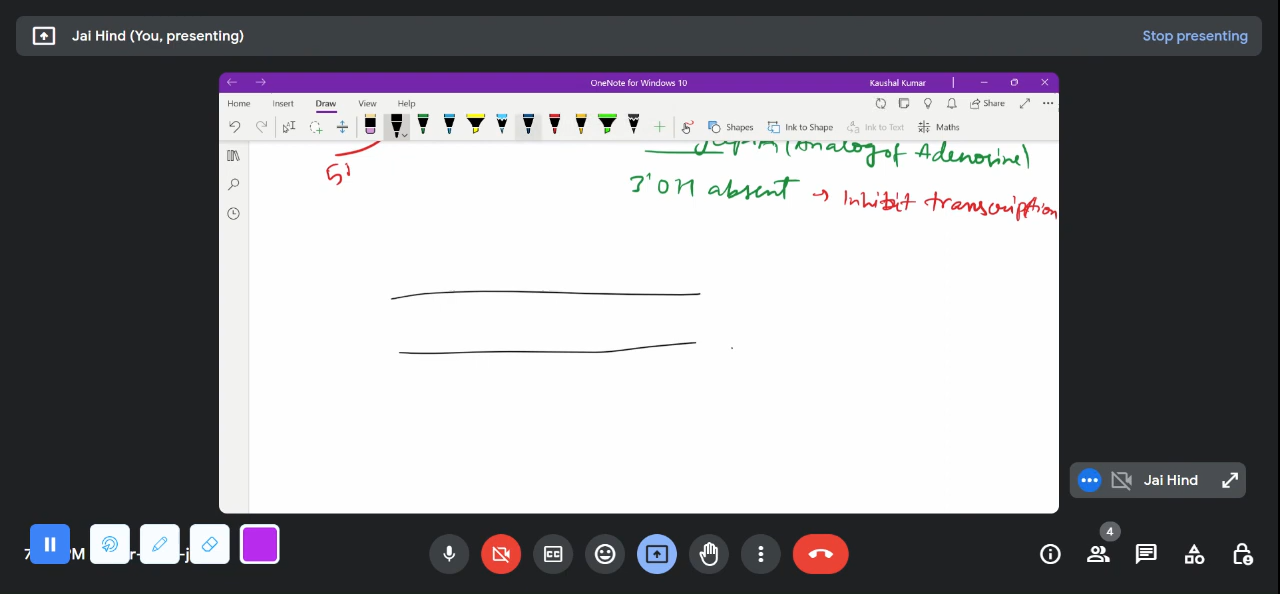 Jai Hind (You, presenting)
Stop presenting
OneNote for Windows 10
Kaushal Kumar
Home Insert Draw View Help
Share
Shapes
Ink to Shape
Ink to Text
Maths
(Analog of Adenosine)
5'
3' OH absent → Inhibit transcription
Jai Hind
4
CC